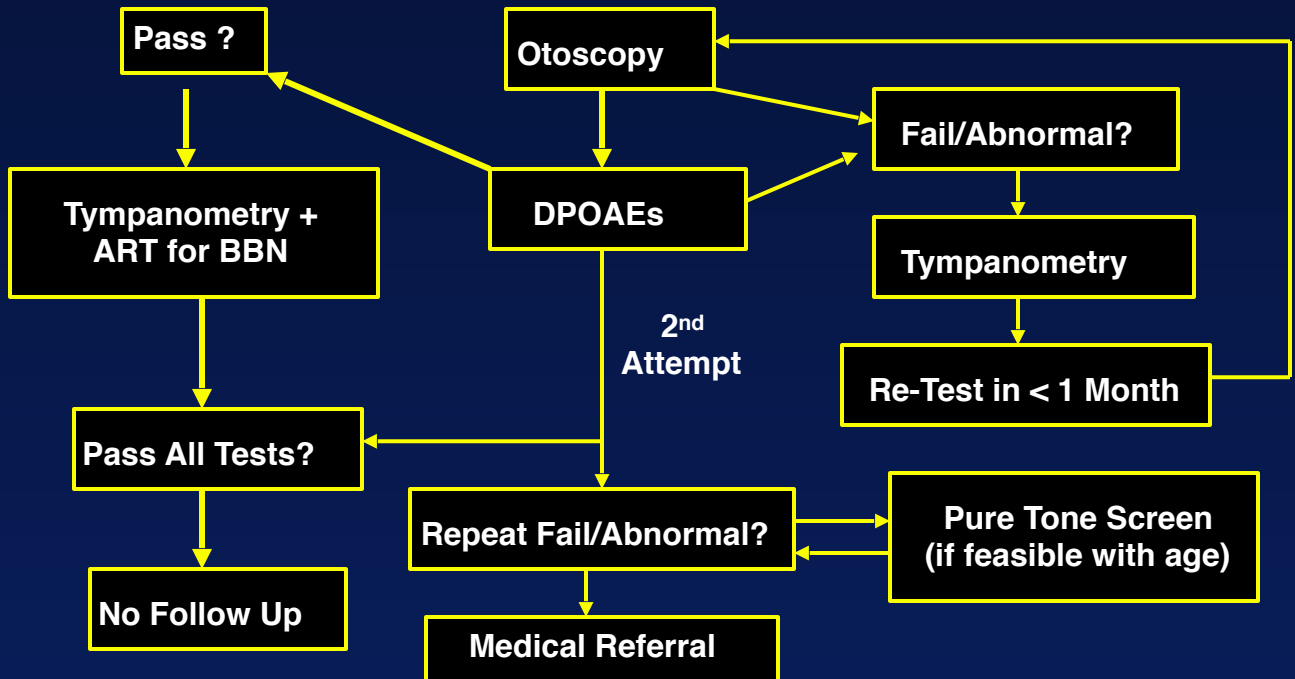 Pass ?
Otoscopy
Fail/Abnormal?
Tympanometry +
ART for BBN
DPOAEs
Tympanometry
2nd
Attempt
Re-Test in < 1 Month
Pass All Tests?
Repeat Fail/Abnormal?
Pure Tone Screen
(if feasible with age)
No Follow Up
Medical Referral